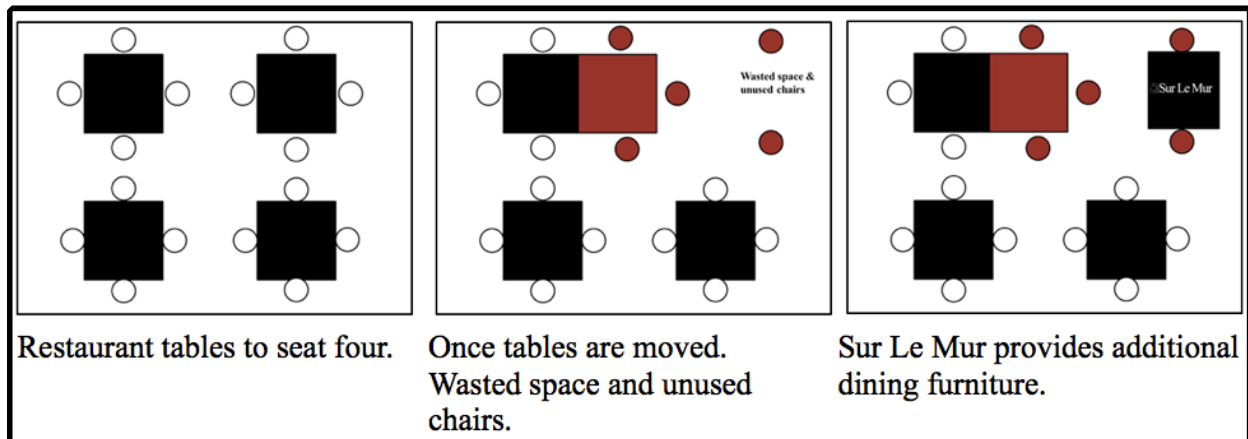 Wasted space &
unused chairs
Sur Le Mur
Restaurant tables to seat four.
Once tables are moved.
Wasted space and unused
chairs.
Sur Le Mur provides additional
dining furniture.